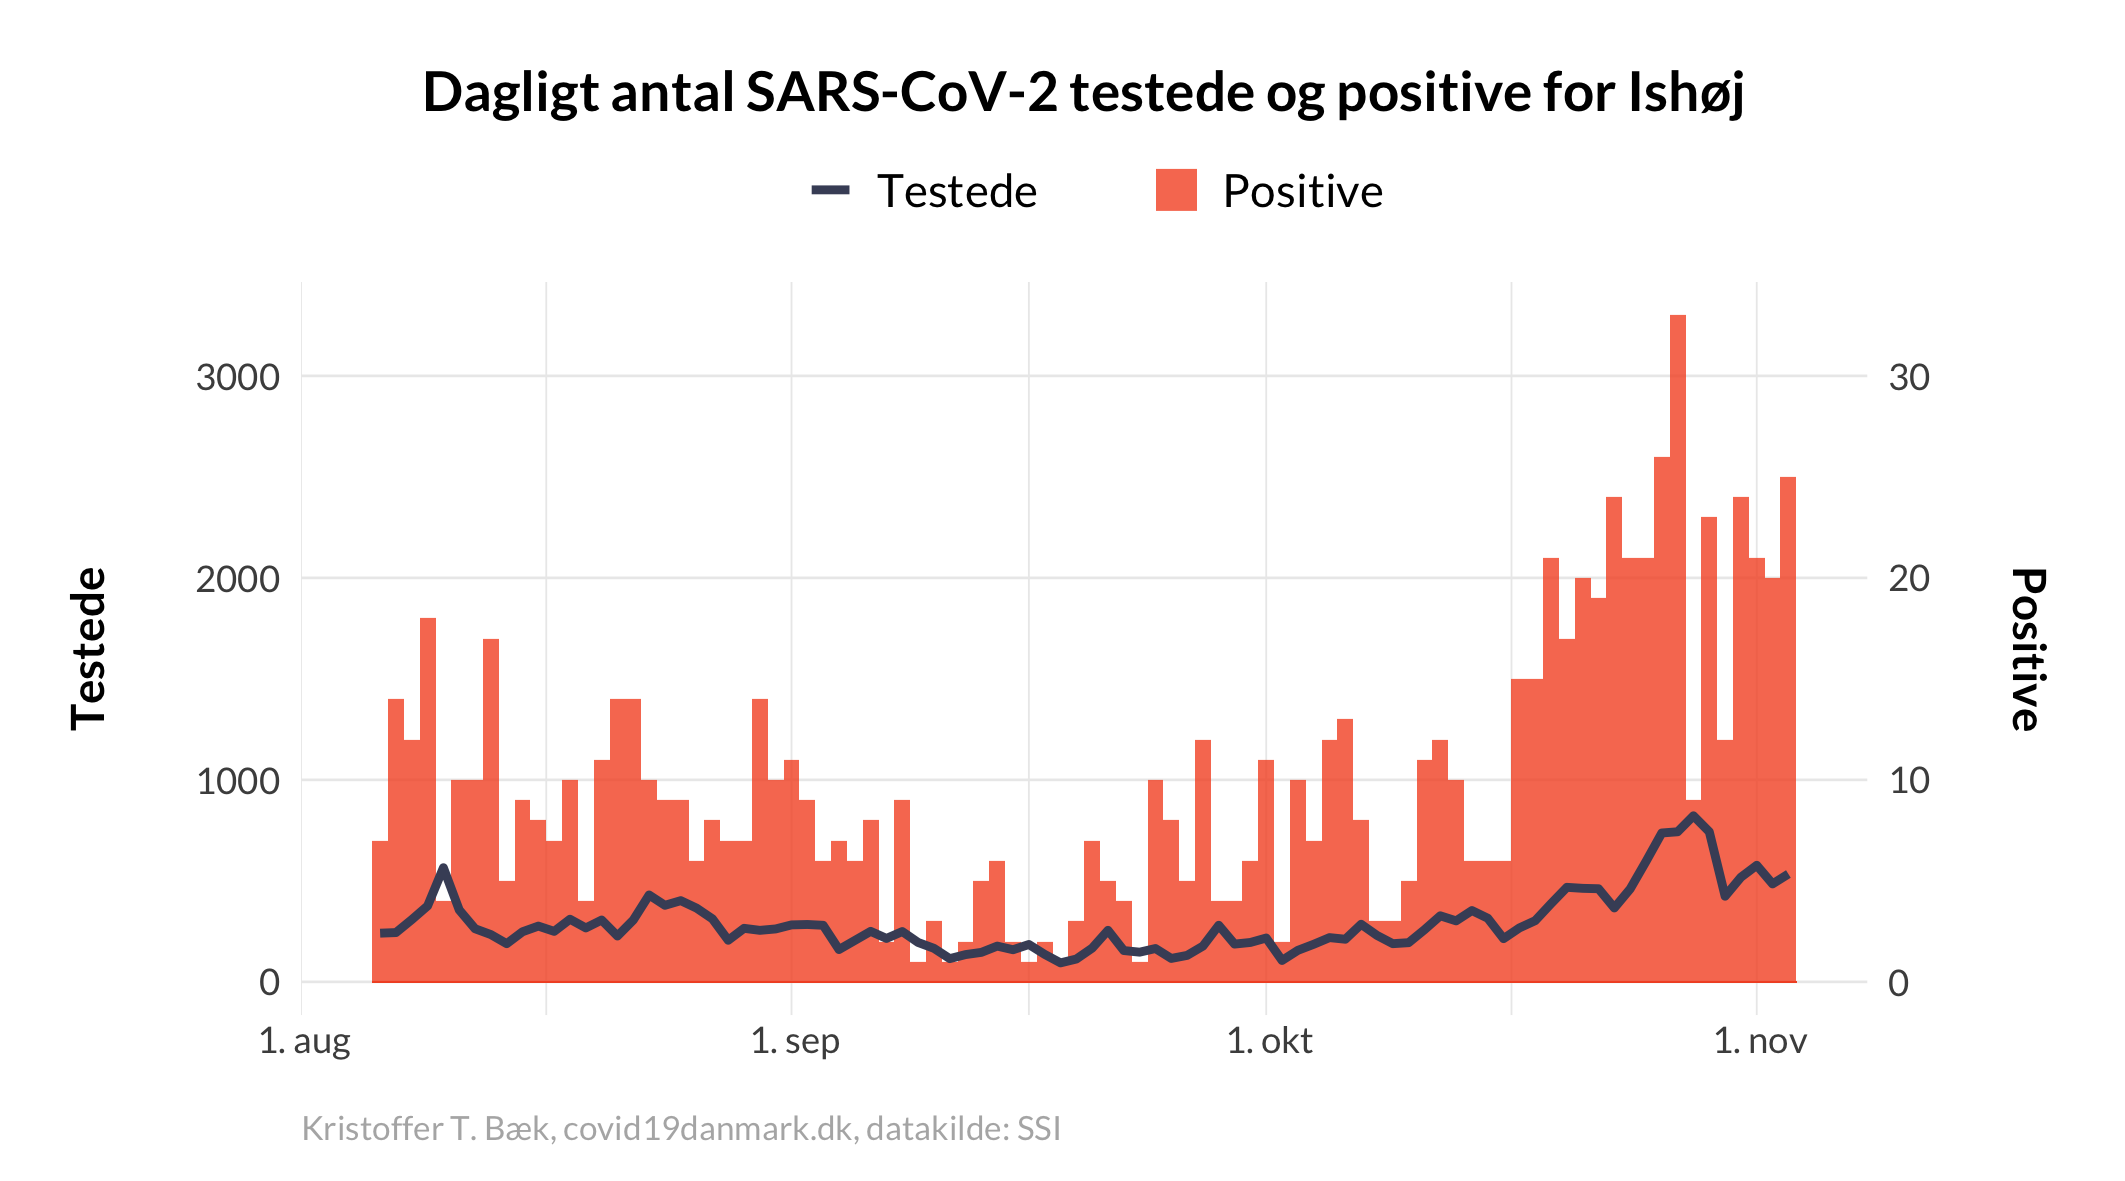 Dagligt antal SARS-CoV-2 testede og positive for Ishøj
Testede Positive
3000 30
2000 20
1000 10
0 0
Testede
Positive
1. aug 1. sep 1. okt 1. nov
Kristoffer T. Bæk, covid19danmark.dk, datakilde: SSI